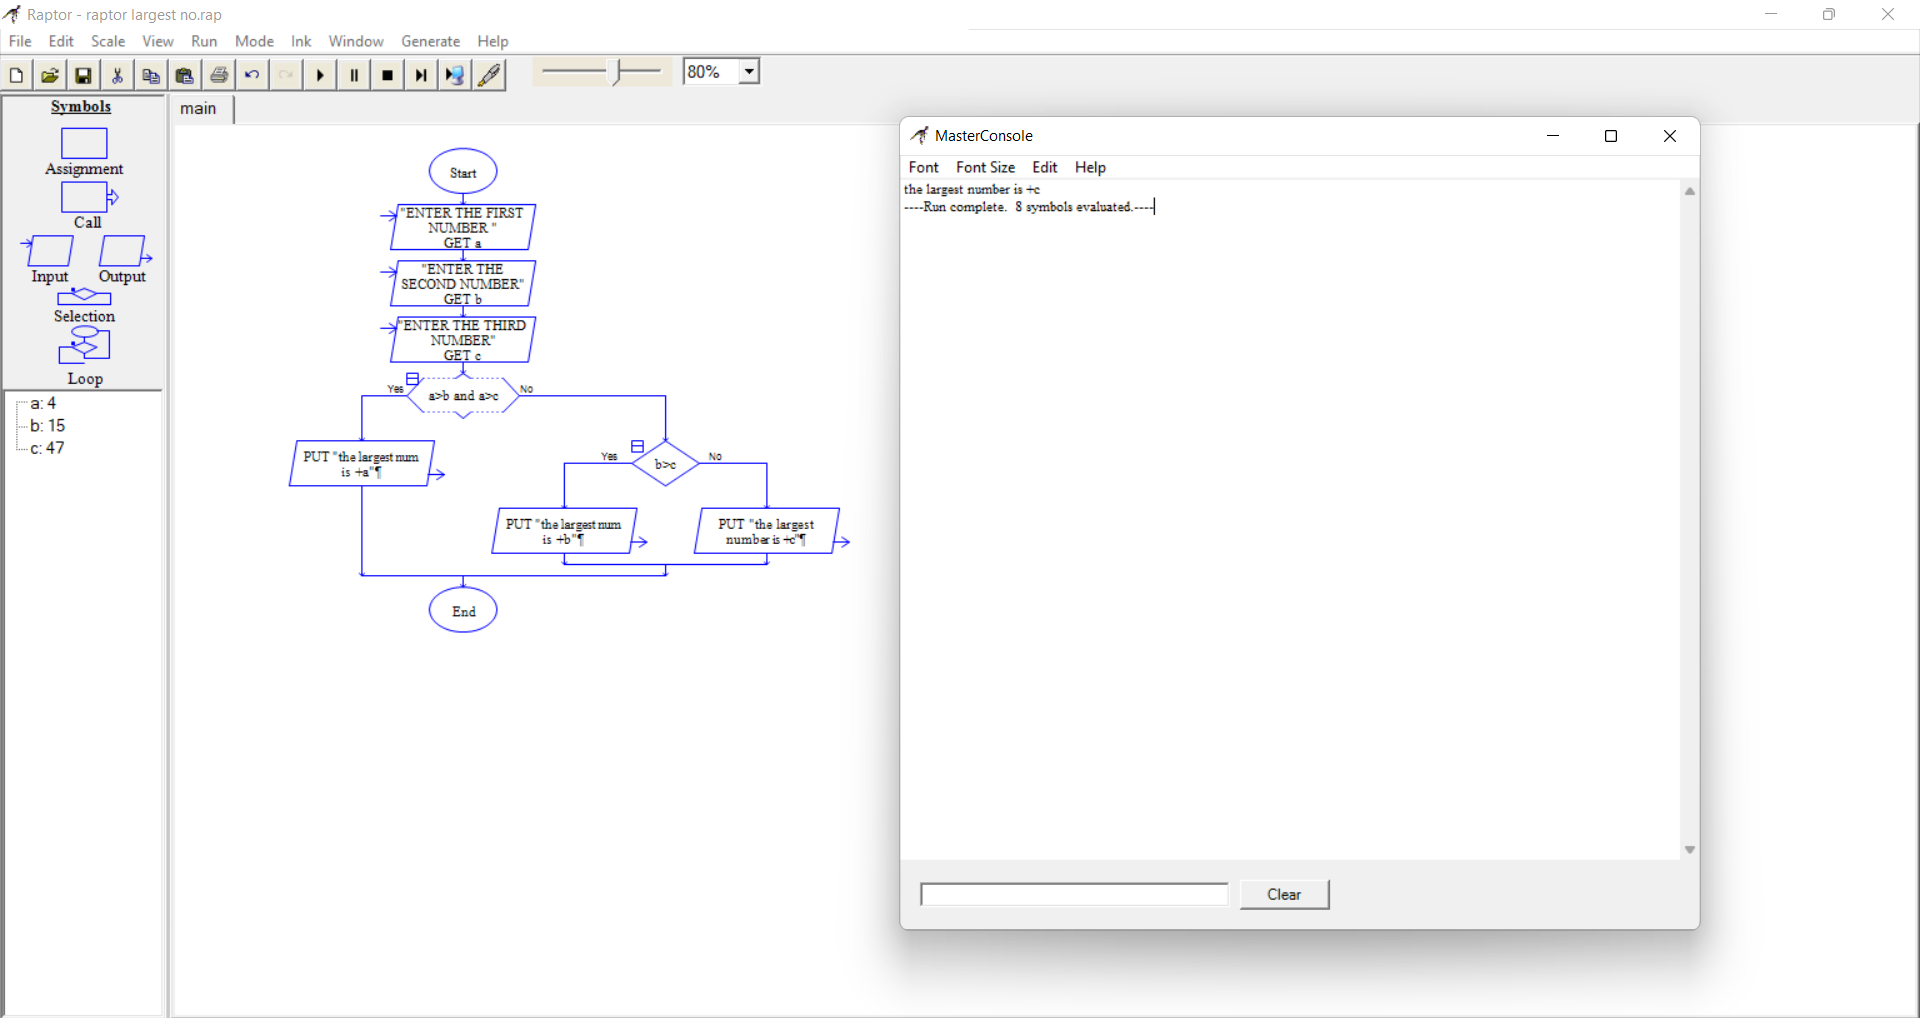 Raptor - raptor largest no.rap
File Edit Scale View Run Mode Ink Window Generate Help
80%
Symbols
Assignment
Call
Input Output
Selection
Loop
a: 4
b: 15
c: 47
main
Start
"ENTER THE FIRST
NUMBER "
GET a
"ENTER THE
SECOND NUMBER"
GET b
"ENTER THE THIRD
NUMBER"
GET c
Yes
a>b and a>c
No
PUT "the largest num
is +a"¶
Yes
b>c
No
PUT "the largest num
is +b"¶
PUT "the largest
number is +c"¶
End
MasterConsole
Font Font Size Edit Help
the largest number is +c
----Run complete.  8 symbols evaluated.----
Clear